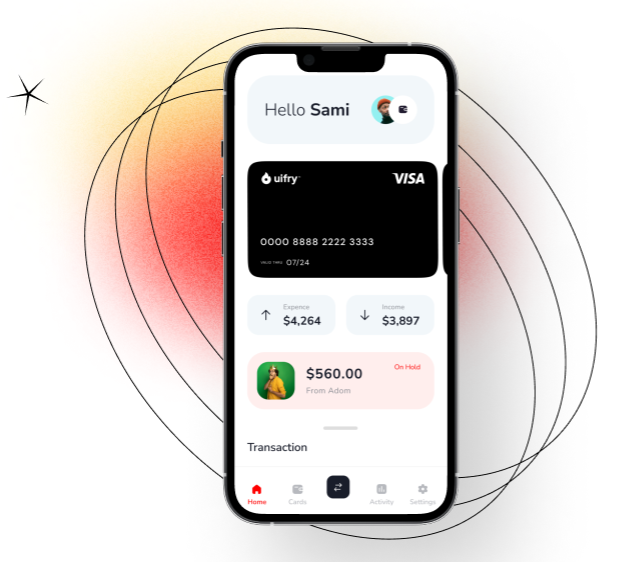 Hello Sami
uifry
VISA
0000 8888 2222 3333
VALID THRU 07/24
Expence
$4,264
Income
$3,897
$560.00
On Hold
From Adom
Transaction
Home
Cards
Activity
Settings